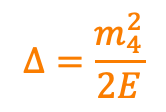 Δ = m₄² / 2E